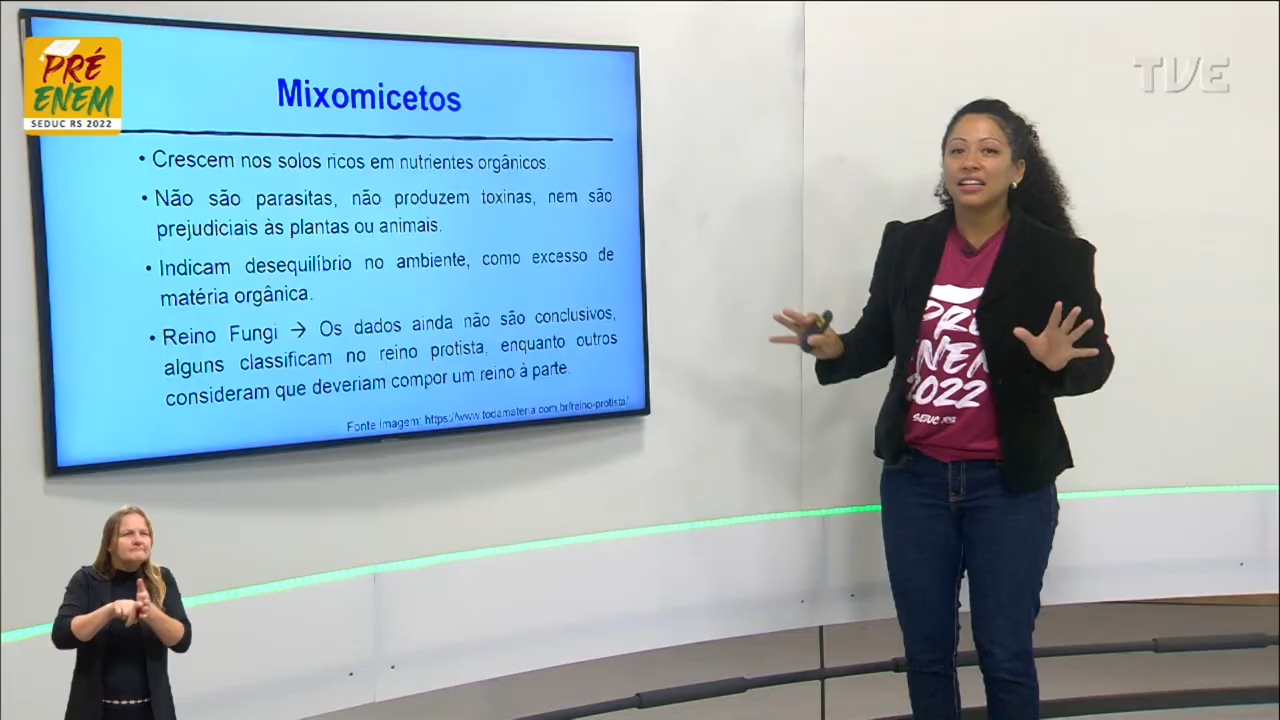 PRÉ
ENEM
SEDUC RS 2022
TVE
Mixomicetos
• Crescem nos solos ricos em nutrientes orgânicos.
• Não são parasitas, não produzem toxinas, nem são
prejudiciais às plantas ou animais.
• Indicam desequilíbrio no ambiente, como excesso de
matéria orgânica.
• Reino Fungi → Os dados ainda não são conclusivos,
alguns classificam no reino protista, enquanto outros
consideram que deveriam compor um reino à parte.
Fonte imagem: https://www.todamateria.com.br/reino-protista/
PRÉ
ENEM
2022
SEDUC RS